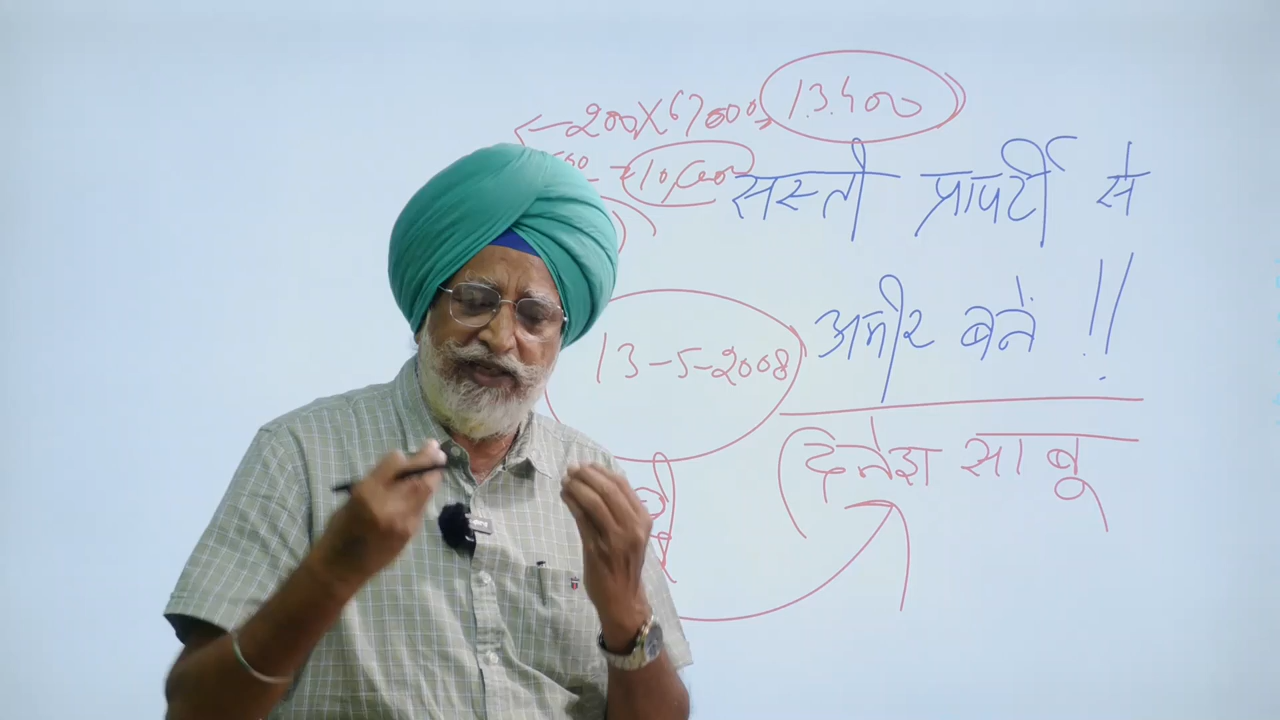 200X67000
13.400
10,000
सस्ती प्रापर्टी से
अमीर बनें !!
13-5-2008
दिनेश साबू